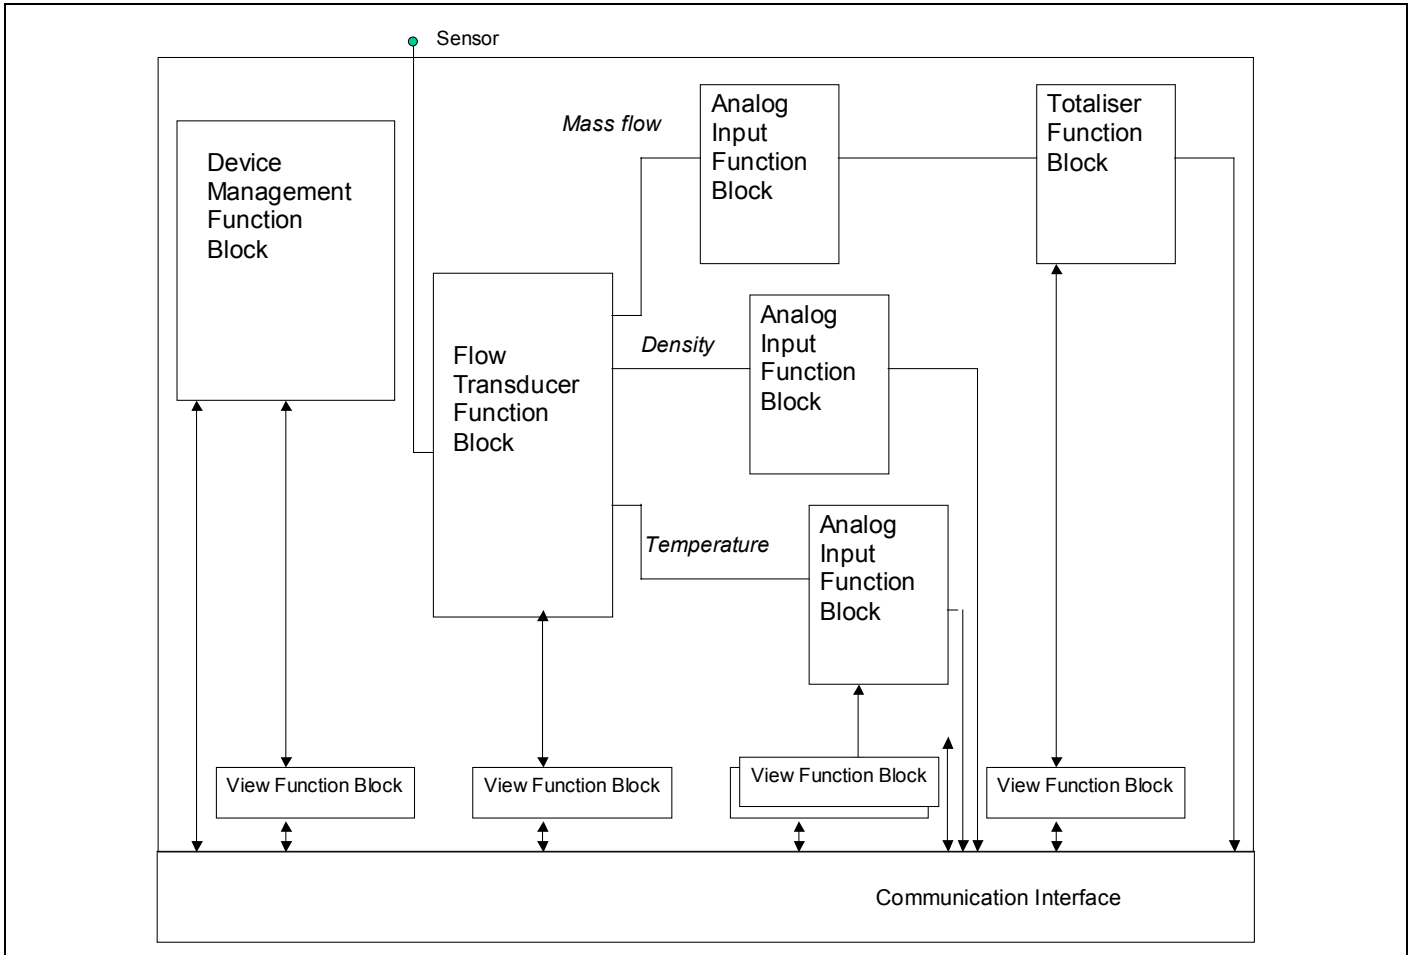 Sensor
Mass flow
Analog
Input
Function
Block
Totaliser
Function
Block
Device
Management
Function
Block
Flow
Transducer
Function
Block
Density
Analog
Input
Function
Block
Temperature
Analog
Input
Function
Block
View Function Block
View Function Block
View Function Block
View Function Block
Communication Interface